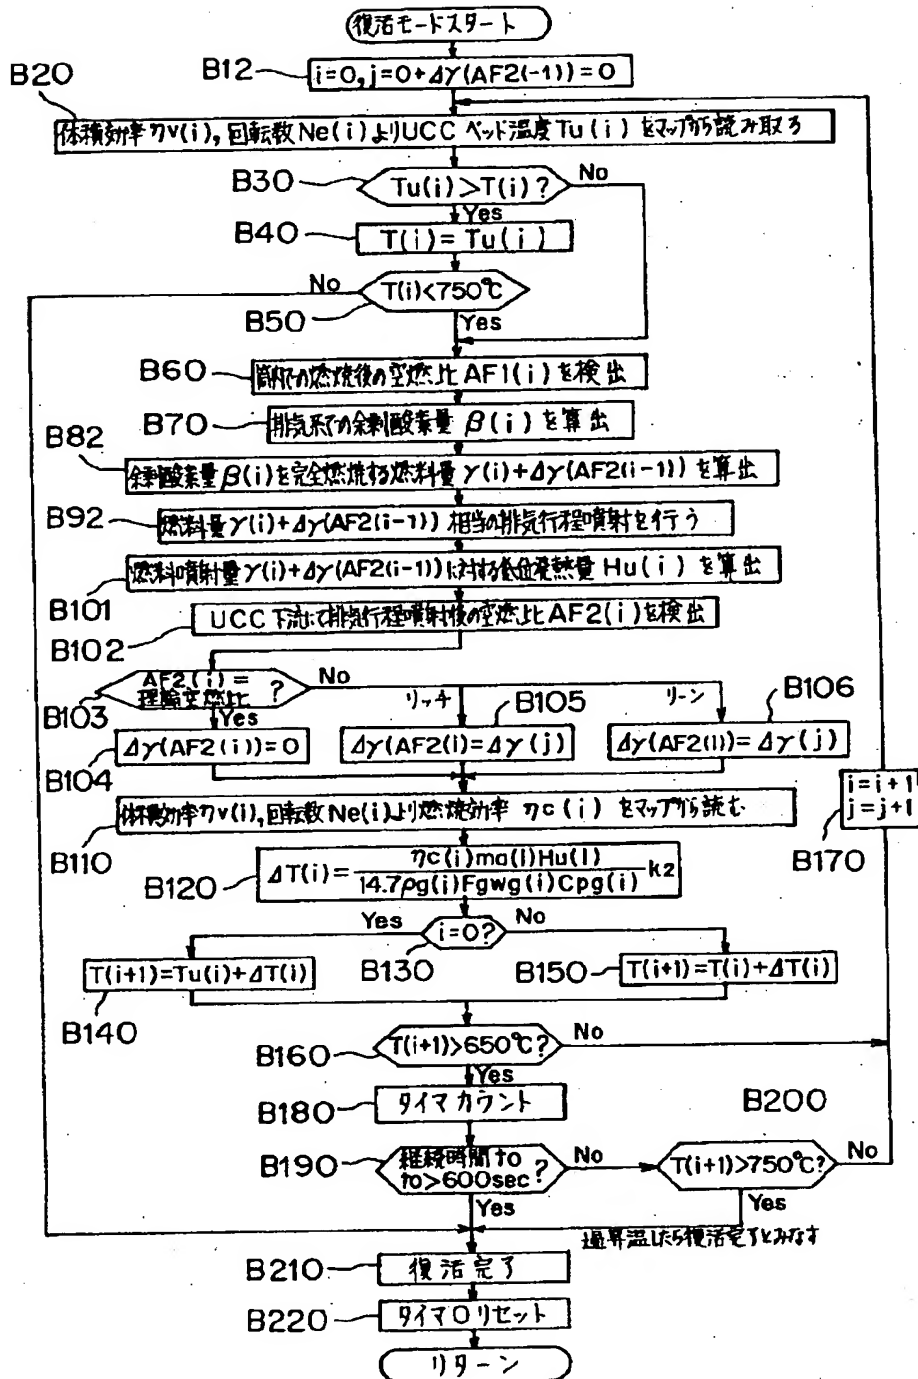 復活モードスタート
B12
i=0, j=0+Δγ(AF2(-1))=0
B20
体積効率ηv(i), 回転数Ne(i)よりUCCベッド温度Tu(i)をマップから読み取る
B30
Tu(i)>T(i)?
No
Yes
B40
T(i)=Tu(i)
No
T(i)<750℃
B50
Yes
B60
筒内での燃焼後の空燃比AF1(i)を検出
B70
排気系での余剰酸素量β(i)を算出
B82
余剰酸素量β(i)を完全燃焼する燃料量γ(i)+Δγ(AF2(i-1))を算出
B92
燃料量γ(i)+Δγ(AF2(i-1))相当の排気行程噴射を行う
燃料噴射量γ(i)+Δγ(AF2(i-1))に対する低位発熱量Hu(i)を算出
B101
UCC下流にて排気行程噴射後の空燃比AF2(i)を検出
B102
AF2(i)=
理論空燃比
?
No
B103
Yes
リッチ
B105
リーン
B106
B104
Δγ(AF2(i))=0
Δγ(AF2(i)=Δγ(j)
Δγ(AF2(i))=Δγ(j)
体積効率ηv(i), 回転数Ne(i)より燃焼効率ηc(i)をマップから読む
B110
i=i+1
j=j+1
B170
B120
ΔT(i)=
ηc(i)ma(i)Hu(i)
14.7ρg(i)Fgwg(i)Cpg(i)
k2
Yes
i=0?
No
B130
T(i+1)=Tu(i)+ΔT(i)
B140
B150
T(i+1)=T(i)+ΔT(i)
B160
T(i+1)>650℃?
No
Yes
B180
タイマカウント
B200
B190
継続時間to
to>600sec?
No
T(i+1)>750℃?
No
Yes
Yes
過昇温したら復活完了とみなす
B210
復活完了
B220
タイマ0リセット
リターン